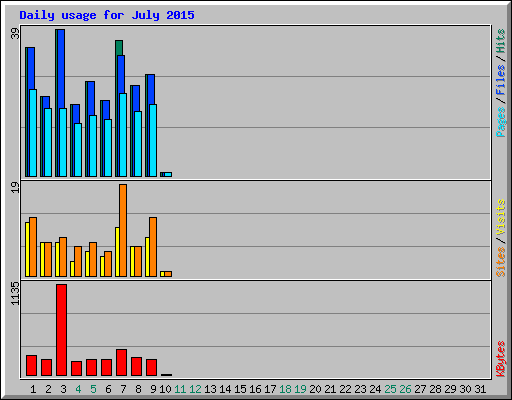 Daily usage for July 2015
39
19
1135
Pages/Files/Hits
Sites/Visits
KBytes
1 2 3 4 5 6 7 8 9 10 11 12 13 14 15 16 17 18 19 20 21 22 23 24 25 26 27 28 29 30 31